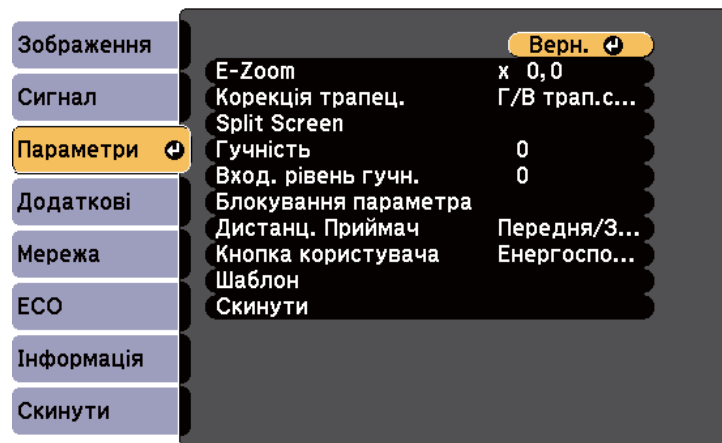 Зображення
Сигнал
Параметри
Додаткові
Мережа
ECO
Інформація
Скинути
Верн.
E-Zoom x 0,0
Корекція трапец. Г/В трап.с...
Split Screen
Гучність 0
Вход. рівень гучн. 0
Блокування параметра
Дистанц. Приймач Передня/З...
Кнопка користувача Енергоспо...
Шаблон
Скинути